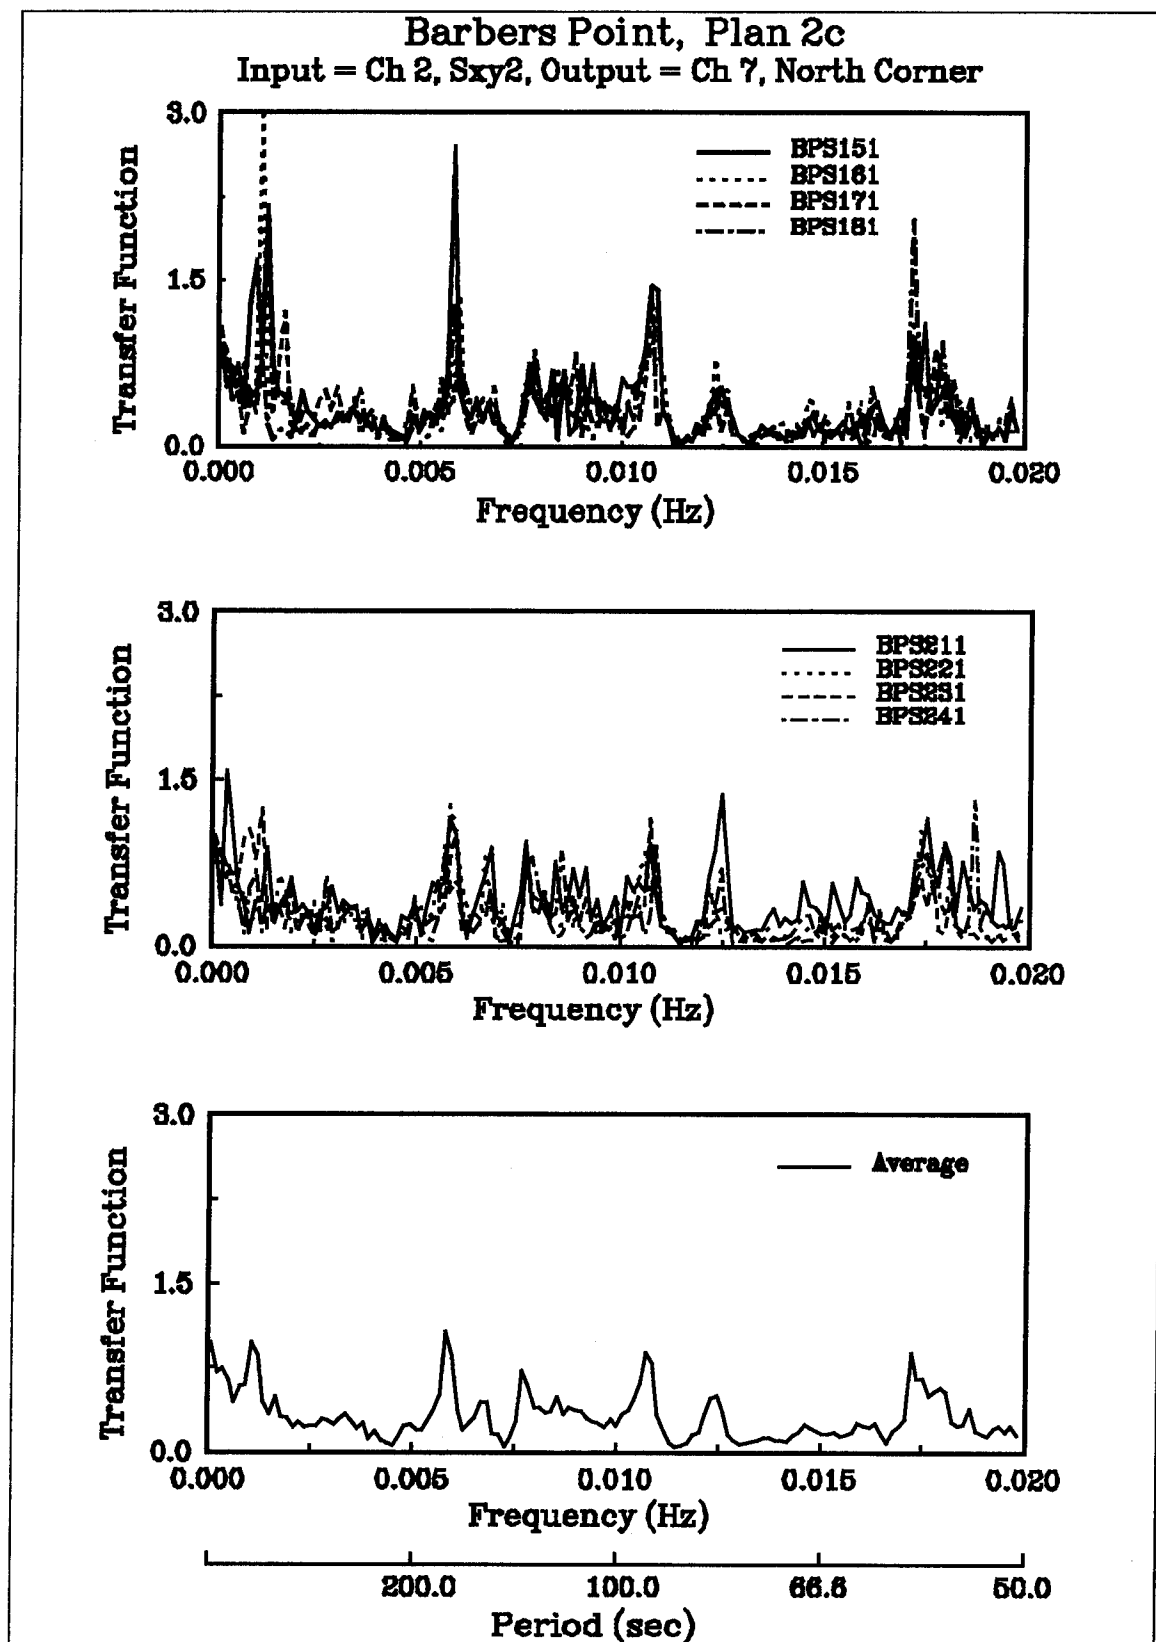 Barbers Point, Plan 2c
Input = Ch 2, Sxy2, Output = Ch 7, North Corner
3.0
1.5
0.0
Transfer Function
BPS151
BPS161
BPS171
BPS181
0.000 0.005 0.010 0.015 0.020
Frequency (Hz)
3.0
1.5
0.0
Transfer Function
BPS211
BPS221
BPS231
BPS241
0.000 0.005 0.010 0.015 0.020
Frequency (Hz)
3.0
1.5
0.0
Transfer Function
Average
0.000 0.005 0.010 0.015 0.020
Frequency (Hz)
200.0 100.0 66.6 50.0
Period (sec)